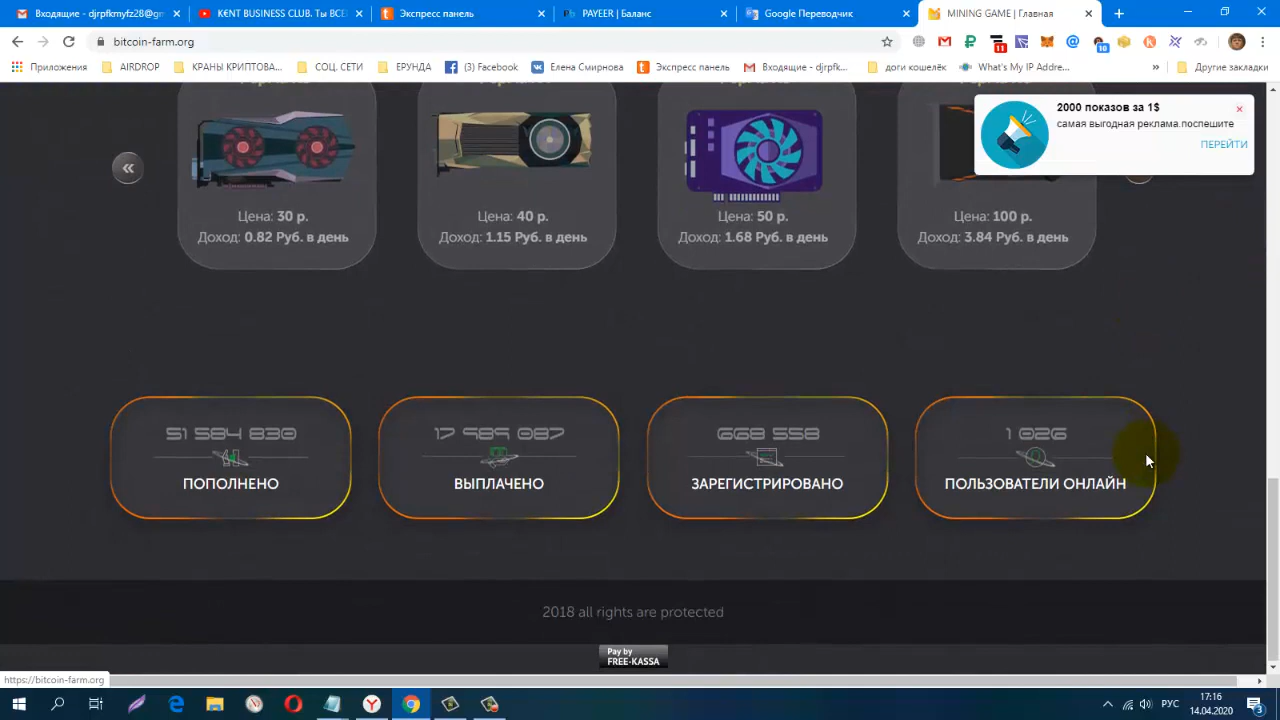 Входящие - djrpfkmyfz28@gm
KЄNT BUSINESS CLUB. Ты ВСЕ
Экспресс панель
PAYEER | Баланс
Google Переводчик
MINING GAME | Главная
bitcoin-farm.org
11
10
Приложения
AIRDROP
КРАНЫ КРИПТОВА...
СОЦ. СЕТИ
ЕРУНДА
(3) Facebook
Елена Смирнова
Экспресс панель
Входящие - djrpfk...
доги кошелёк
What's My IP Addre...
»
Другие закладки
2000 показов за 1$
самая выгодная реклама.поспешите
ПЕРЕЙТИ
«
Цена: 30 р.
Доход: 0.82 Руб. в день
Цена: 40 р.
Доход: 1.15 Руб. в день
Цена: 50 р.
Доход: 1.68 Руб. в день
Цена: 100 р.
Доход: 3.84 Руб. в день
51 584 830
ПОПОЛНЕНО
17 989 087
ВЫПЛАЧЕНО
668 558
ЗАРЕГИСТРИРОВАНО
1 026
ПОЛЬЗОВАТЕЛИ ОНЛАЙН
2018 all rights are protected
Pay by
FREE-KASSA
https://bitcoin-farm.org
РУС
17:16
14.04.2020
3